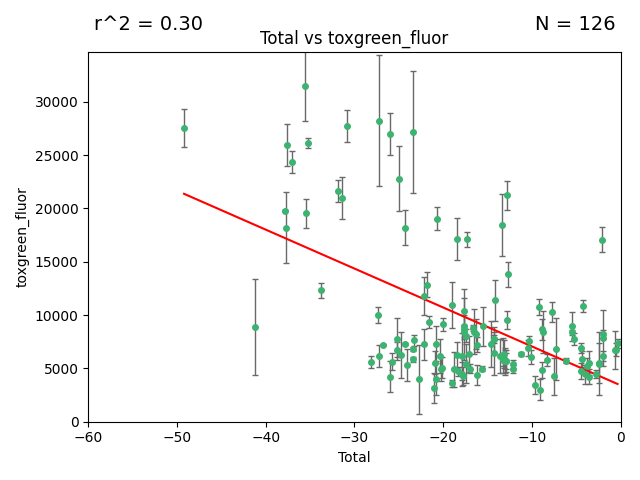 r^2 = 0.30
N = 126
Total vs toxgreen_fluor
toxgreen_fluor
30000
25000
20000
15000
10000
5000
0
−60
−50
−40
−30
−20
−10
0
Total